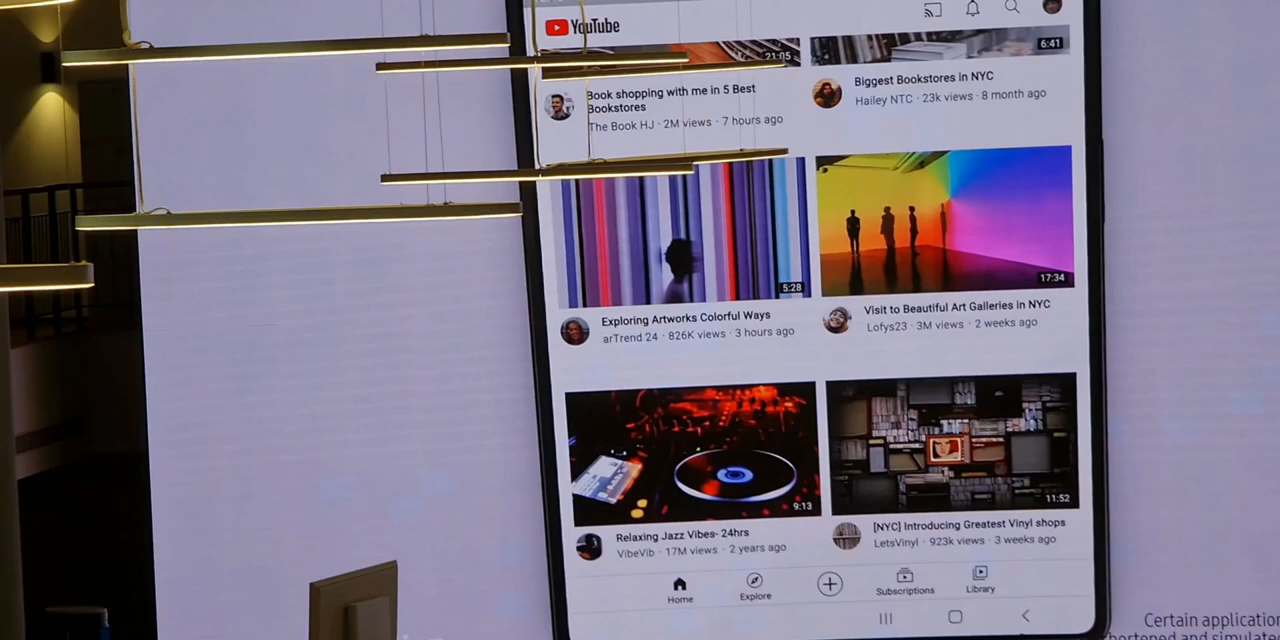 YouTube
21:05
6:41
Book shopping with me in 5 Best
Bookstores
The Book HJ · 2M views · 7 hours ago
Biggest Bookstores in NYC
Hailey NTC · 23k views · 8 month ago
5:28
17:34
Exploring Artworks Colorful Ways
arTrend 24 · 826K views · 3 hours ago
Visit to Beautiful Art Galleries in NYC
Lofys23 · 3M views · 2 weeks ago
9:13
11:52
Relaxing Jazz Vibes- 24hrs
VibeVib · 17M views · 2 years ago
[NYC] Introducing Greatest Vinyl shops
LetsVinyl · 923k views · 3 weeks ago
Home
Explore
Subscriptions
Library
Certain
and